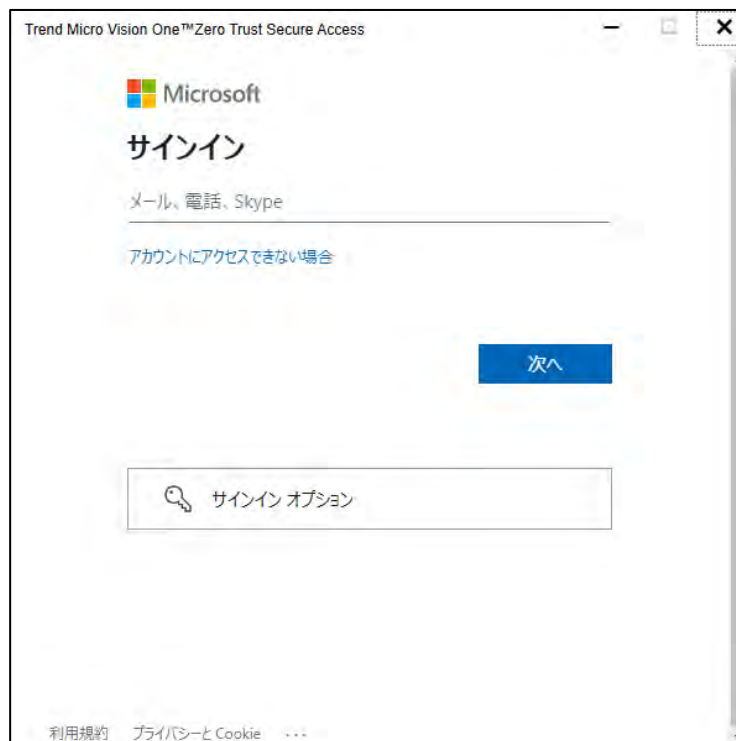 Trend Micro Vision One™Zero Trust Secure Access
Microsoft
サインイン
メール、電話、Skype
アカウントにアクセスできない場合
次へ
サインイン オプション
利用規約 プライバシーと Cookie ...